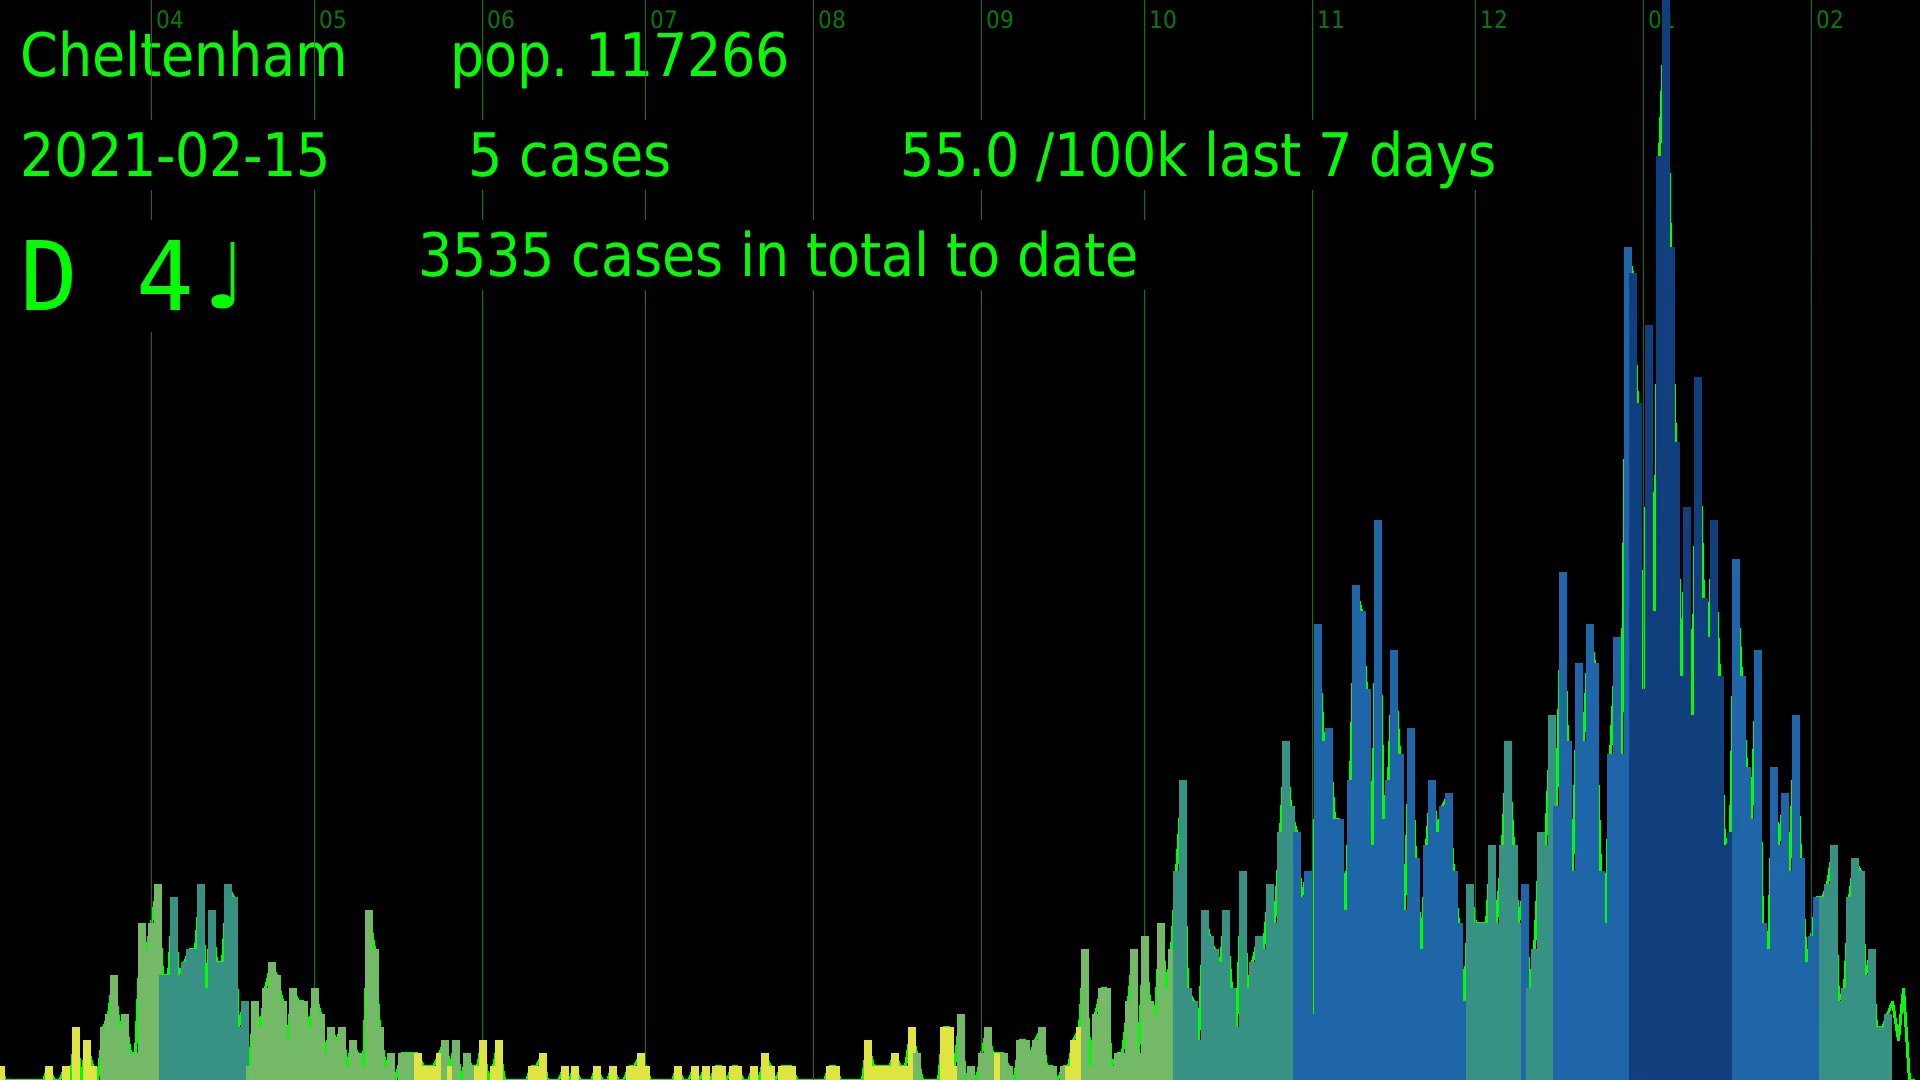 04 05 06 07 08 09 10 11 12 01 02
Cheltenham pop. 117266
2021-02-15 5 cases 55.0 /100k last 7 days
D 4♩ 3535 cases in total to date